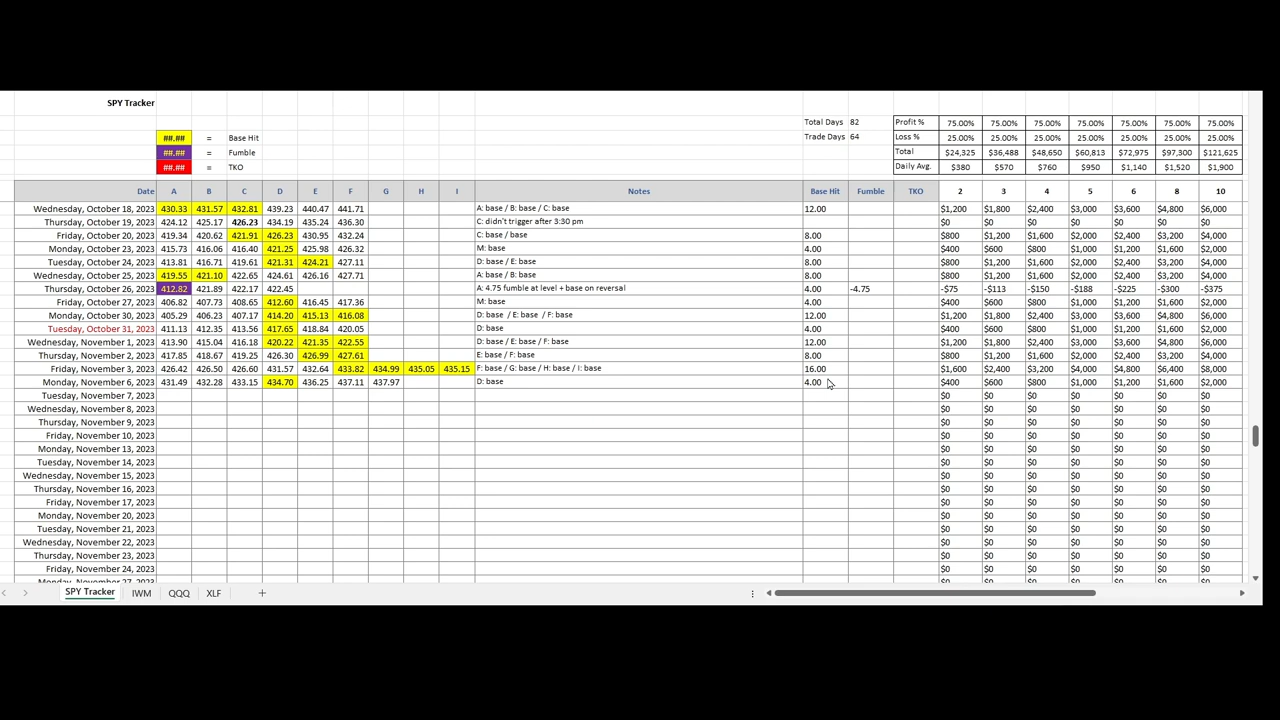 SPY Tracker
Total Days 82 Profit % 75.00% 75.00% 75.00% 75.00% 75.00% 75.00% 75.00%
##.## = Base Hit Trade Days 64 Loss % 25.00% 25.00% 25.00% 25.00% 25.00% 25.00% 25.00%
##.## = Fumble Total $24,325 $36,488 $48,650 $60,813 $72,975 $97,300 $121,625
##.## = TKO Daily Avg. $380 $570 $760 $950 $1,140 $1,520 $1,900
Date A B C D E F G H I Notes Base Hit Fumble TKO 2 3 4 5 6 8 10
Wednesday, October 18, 2023 430.33 431.57 432.81 439.23 440.47 441.71 A: base / B: base / C: base 12.00 $1,200 $1,800 $2,400 $3,000 $3,600 $4,800 $6,000
Thursday, October 19, 2023 424.12 425.17 426.23 434.19 435.24 436.30 C: didn't trigger after 3:30 pm $0 $0 $0 $0 $0 $0 $0
Friday, October 20, 2023 419.34 420.62 421.91 426.23 430.95 432.24 C: base / base 8.00 $800 $1,200 $1,600 $2,000 $2,400 $3,200 $4,000
Monday, October 23, 2023 415.73 416.06 416.40 421.25 425.98 426.32 M: base 4.00 $400 $600 $800 $1,000 $1,200 $1,600 $2,000
Tuesday, October 24, 2023 413.81 416.71 419.61 421.31 424.21 427.11 D: base / E: base 8.00 $800 $1,200 $1,600 $2,000 $2,400 $3,200 $4,000
Wednesday, October 25, 2023 419.55 421.10 422.65 424.61 426.16 427.71 A: base / B: base 8.00 $800 $1,200 $1,600 $2,000 $2,400 $3,200 $4,000
Thursday, October 26, 2023 412.82 421.89 422.17 422.45 A: 4.75 fumble at level + base on reversal 4.00 -4.75 -$75 -$113 -$150 -$188 -$225 -$300 -$375
Friday, October 27, 2023 406.82 407.73 408.65 412.60 416.45 417.36 M: base 4.00 $400 $600 $800 $1,000 $1,200 $1,600 $2,000
Monday, October 30, 2023 405.29 406.23 407.17 414.20 415.13 416.08 D: base / E: base / F: base 12.00 $1,200 $1,800 $2,400 $3,000 $3,600 $4,800 $6,000
Tuesday, October 31, 2023 411.13 412.35 413.56 417.65 418.84 420.05 D: base 4.00 $400 $600 $800 $1,000 $1,200 $1,600 $2,000
Wednesday, November 1, 2023 413.90 415.04 416.18 420.22 421.35 422.55 D: base / E: base / F: base 12.00 $1,200 $1,800 $2,400 $3,000 $3,600 $4,800 $6,000
Thursday, November 2, 2023 417.85 418.67 419.25 426.30 426.99 427.61 E: base / F: base 8.00 $800 $1,200 $1,600 $2,000 $2,400 $3,200 $4,000
Friday, November 3, 2023 426.42 426.50 426.60 431.57 432.64 433.82 434.99 435.05 435.15 F: base / G: base / H: base / I: base 16.00 $1,600 $2,400 $3,200 $4,000 $4,800 $6,400 $8,000
Monday, November 6, 2023 431.49 432.28 433.15 434.70 436.25 437.11 437.97 D: base 4.00 $400 $600 $800 $1,000 $1,200 $1,600 $2,000
Tuesday, November 7, 2023 $0 $0 $0 $0 $0 $0 $0
Wednesday, November 8, 2023 $0 $0 $0 $0 $0 $0 $0
Thursday, November 9, 2023 $0 $0 $0 $0 $0 $0 $0
Friday, November 10, 2023 $0 $0 $0 $0 $0 $0 $0
Monday, November 13, 2023 $0 $0 $0 $0 $0 $0 $0
Tuesday, November 14, 2023 $0 $0 $0 $0 $0 $0 $0
Wednesday, November 15, 2023 $0 $0 $0 $0 $0 $0 $0
Thursday, November 16, 2023 $0 $0 $0 $0 $0 $0 $0
Friday, November 17, 2023 $0 $0 $0 $0 $0 $0 $0
Monday, November 20, 2023 $0 $0 $0 $0 $0 $0 $0
Tuesday, November 21, 2023 $0 $0 $0 $0 $0 $0 $0
Wednesday, November 22, 2023 $0 $0 $0 $0 $0 $0 $0
Thursday, November 23, 2023 $0 $0 $0 $0 $0 $0 $0
Friday, November 24, 2023 $0 $0 $0 $0 $0 $0 $0
Monday, November 27, 2023 $0 $0 $0 $0 $0 $0 $0
SPY Tracker IWM QQQ XLF